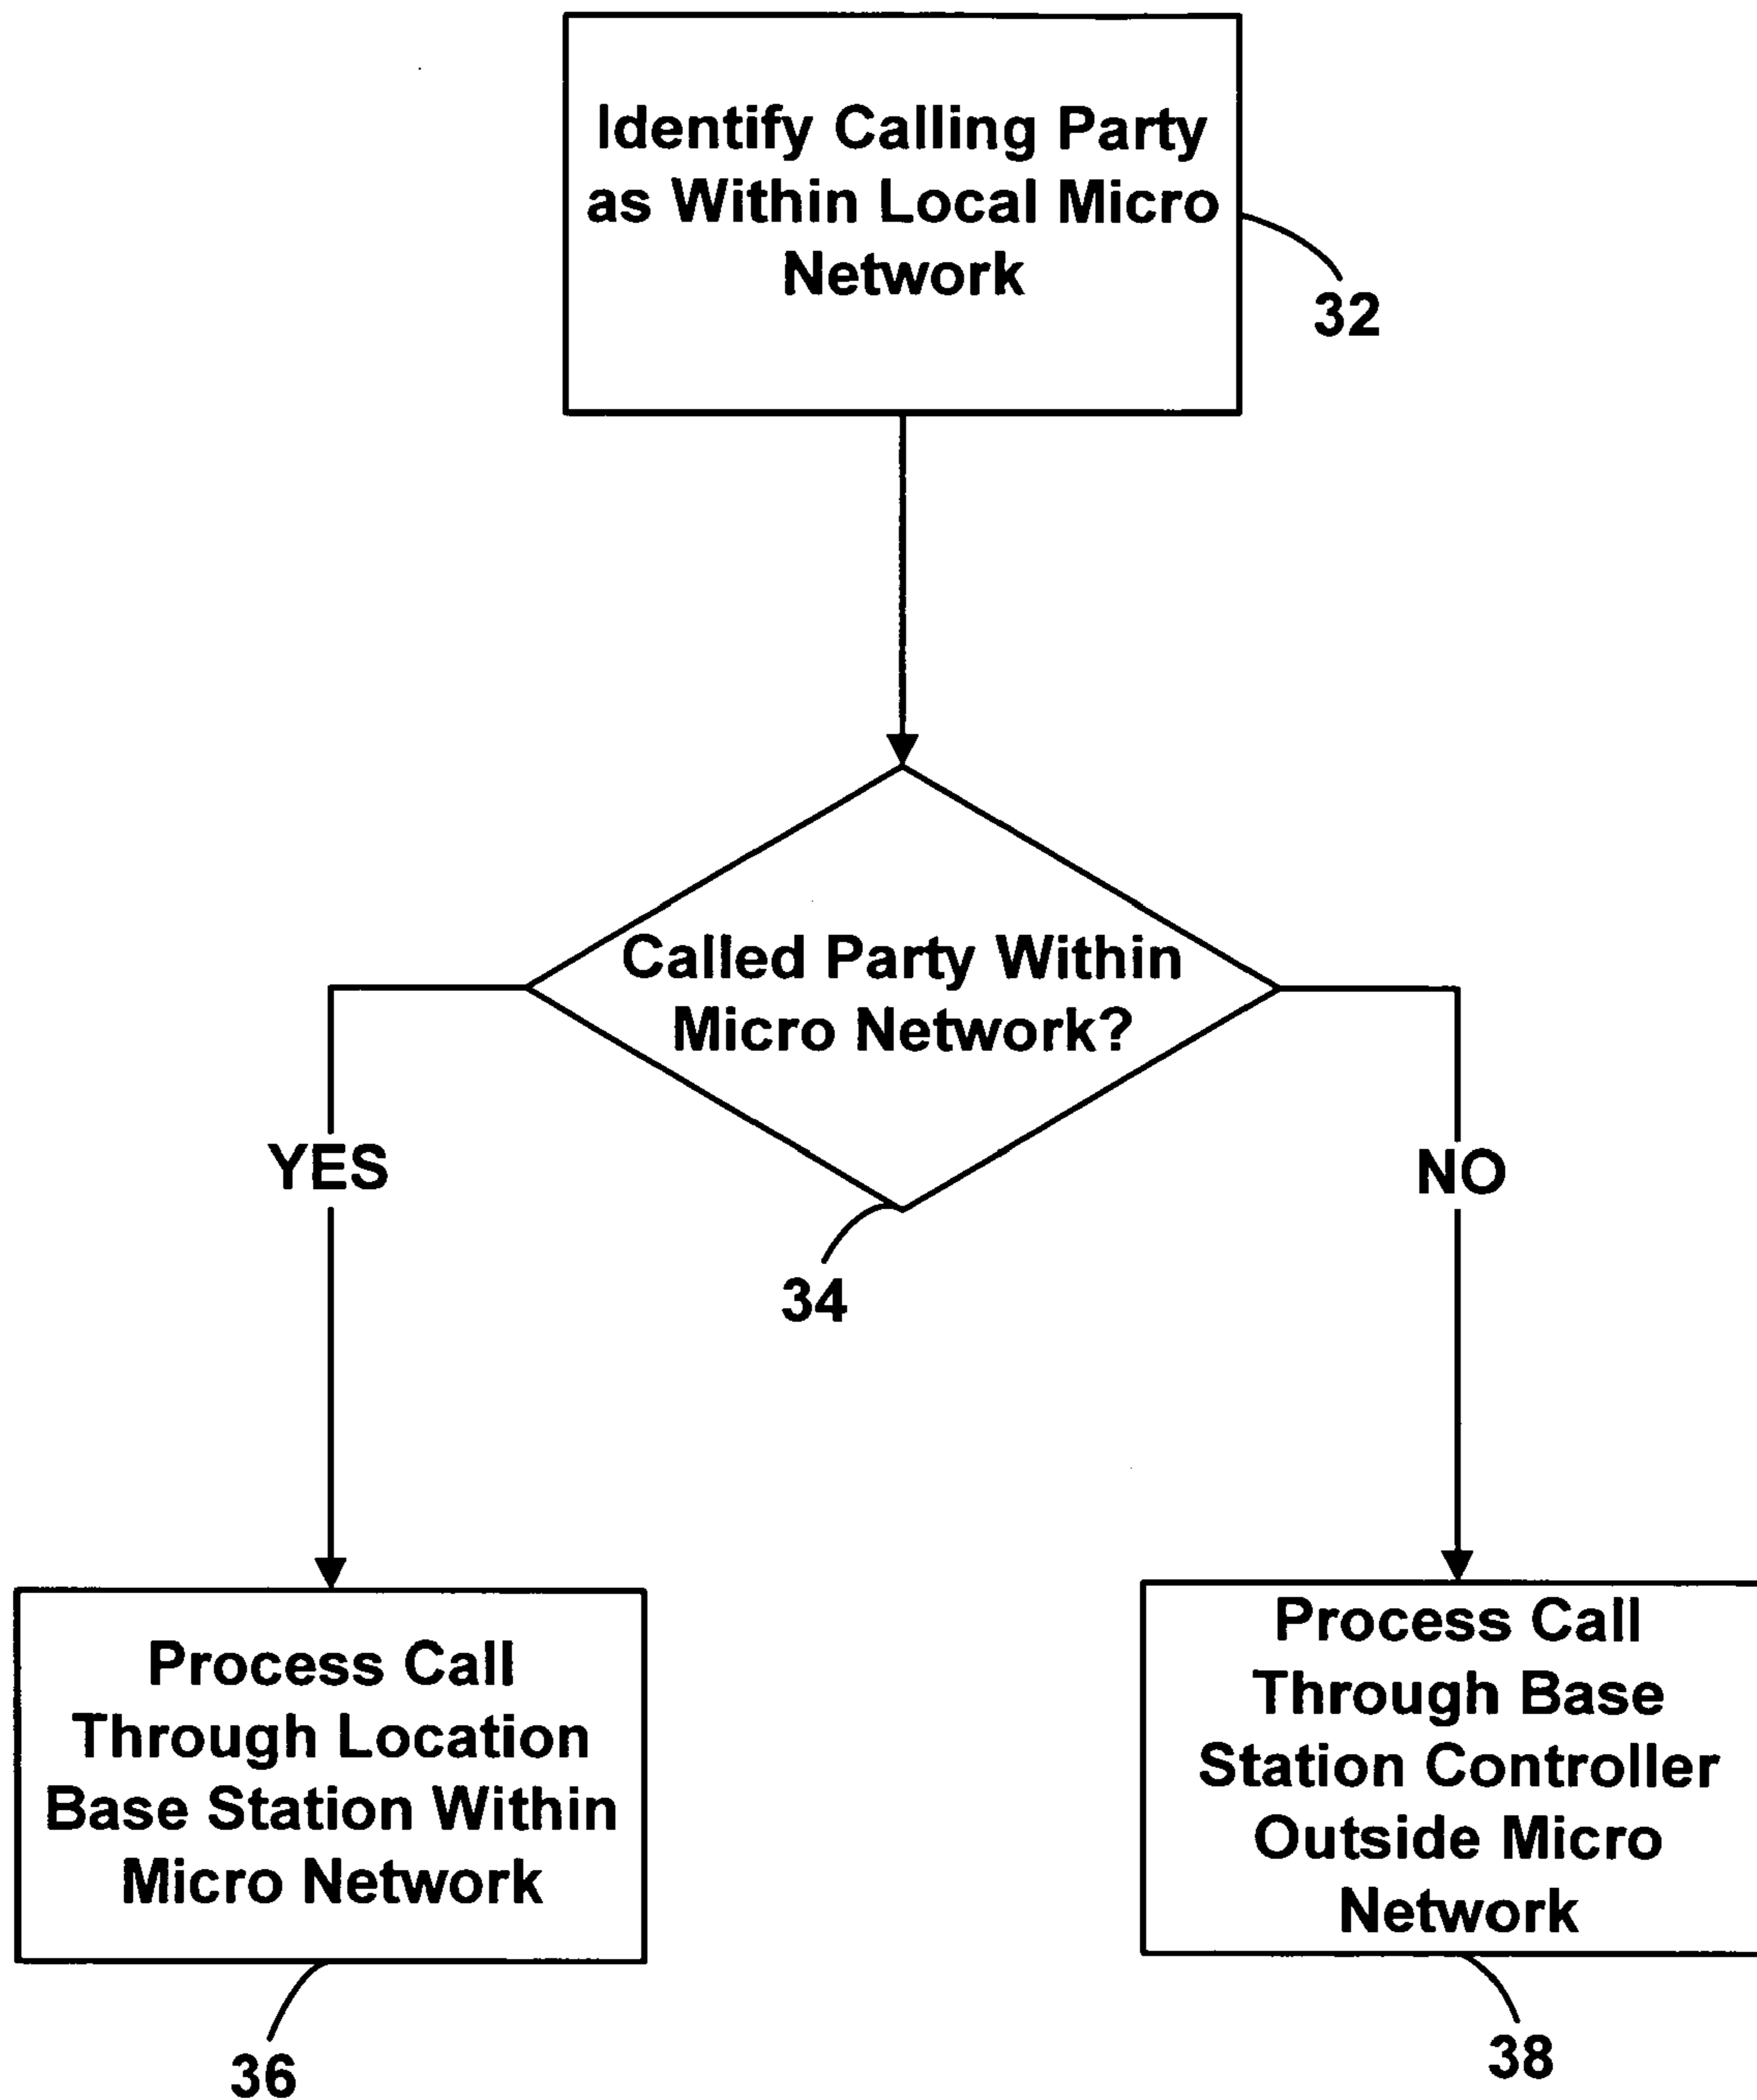 Identify Calling Party
as Within Local Micro
Network
32
Called Party Within
Micro Network?
YES
NO
34
Process Call
Through Location
Base Station Within
Micro Network
36
Process Call
Through Base
Station Controller
Outside Micro
Network
38